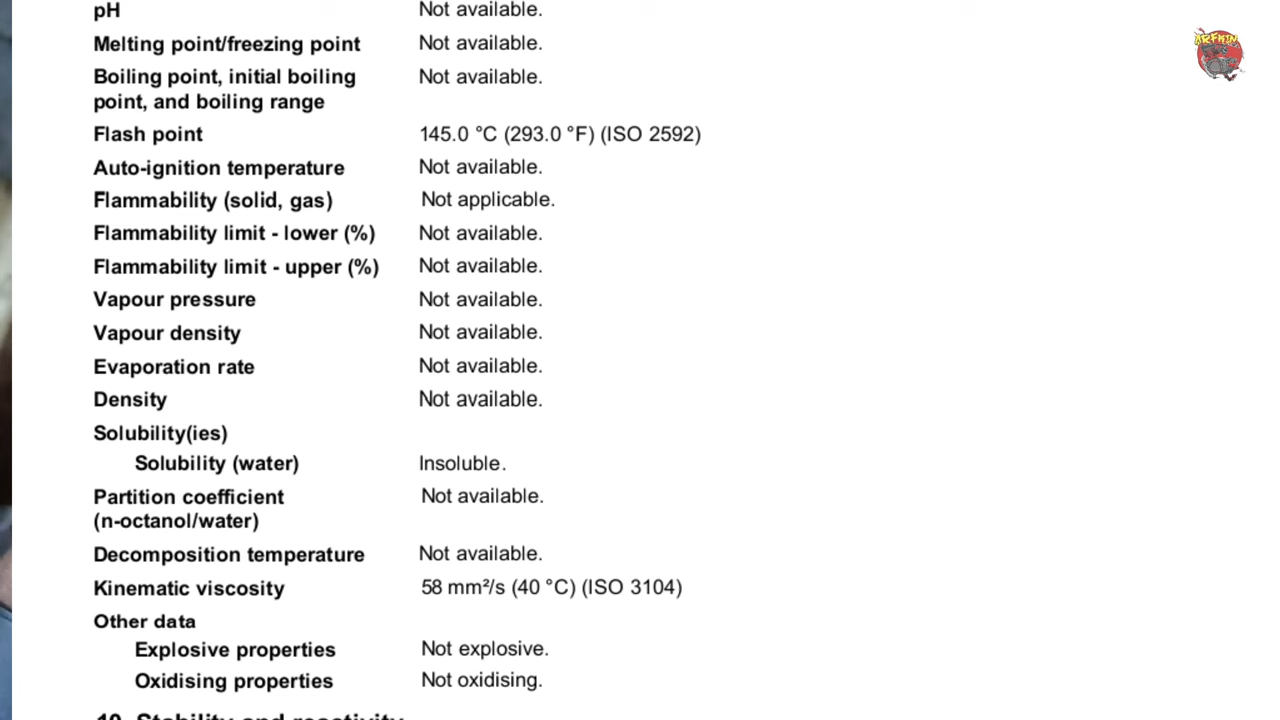 pH Not available.
Melting point/freezing point Not available.
Boiling point, initial boiling Not available.
point, and boiling range
Flash point 145.0 °C (293.0 °F) (ISO 2592)
Auto-ignition temperature Not available.
Flammability (solid, gas) Not applicable.
Flammability limit - lower (%) Not available.
Flammability limit - upper (%) Not available.
Vapour pressure Not available.
Vapour density Not available.
Evaporation rate Not available.
Density Not available.
Solubility(ies)
Solubility (water) Insoluble.
Partition coefficient Not available.
(n-octanol/water)
Decomposition temperature Not available.
Kinematic viscosity 58 mm²/s (40 °C) (ISO 3104)
Other data
Explosive properties Not explosive.
Oxidising properties Not oxidising.
10. Stability and reactivity